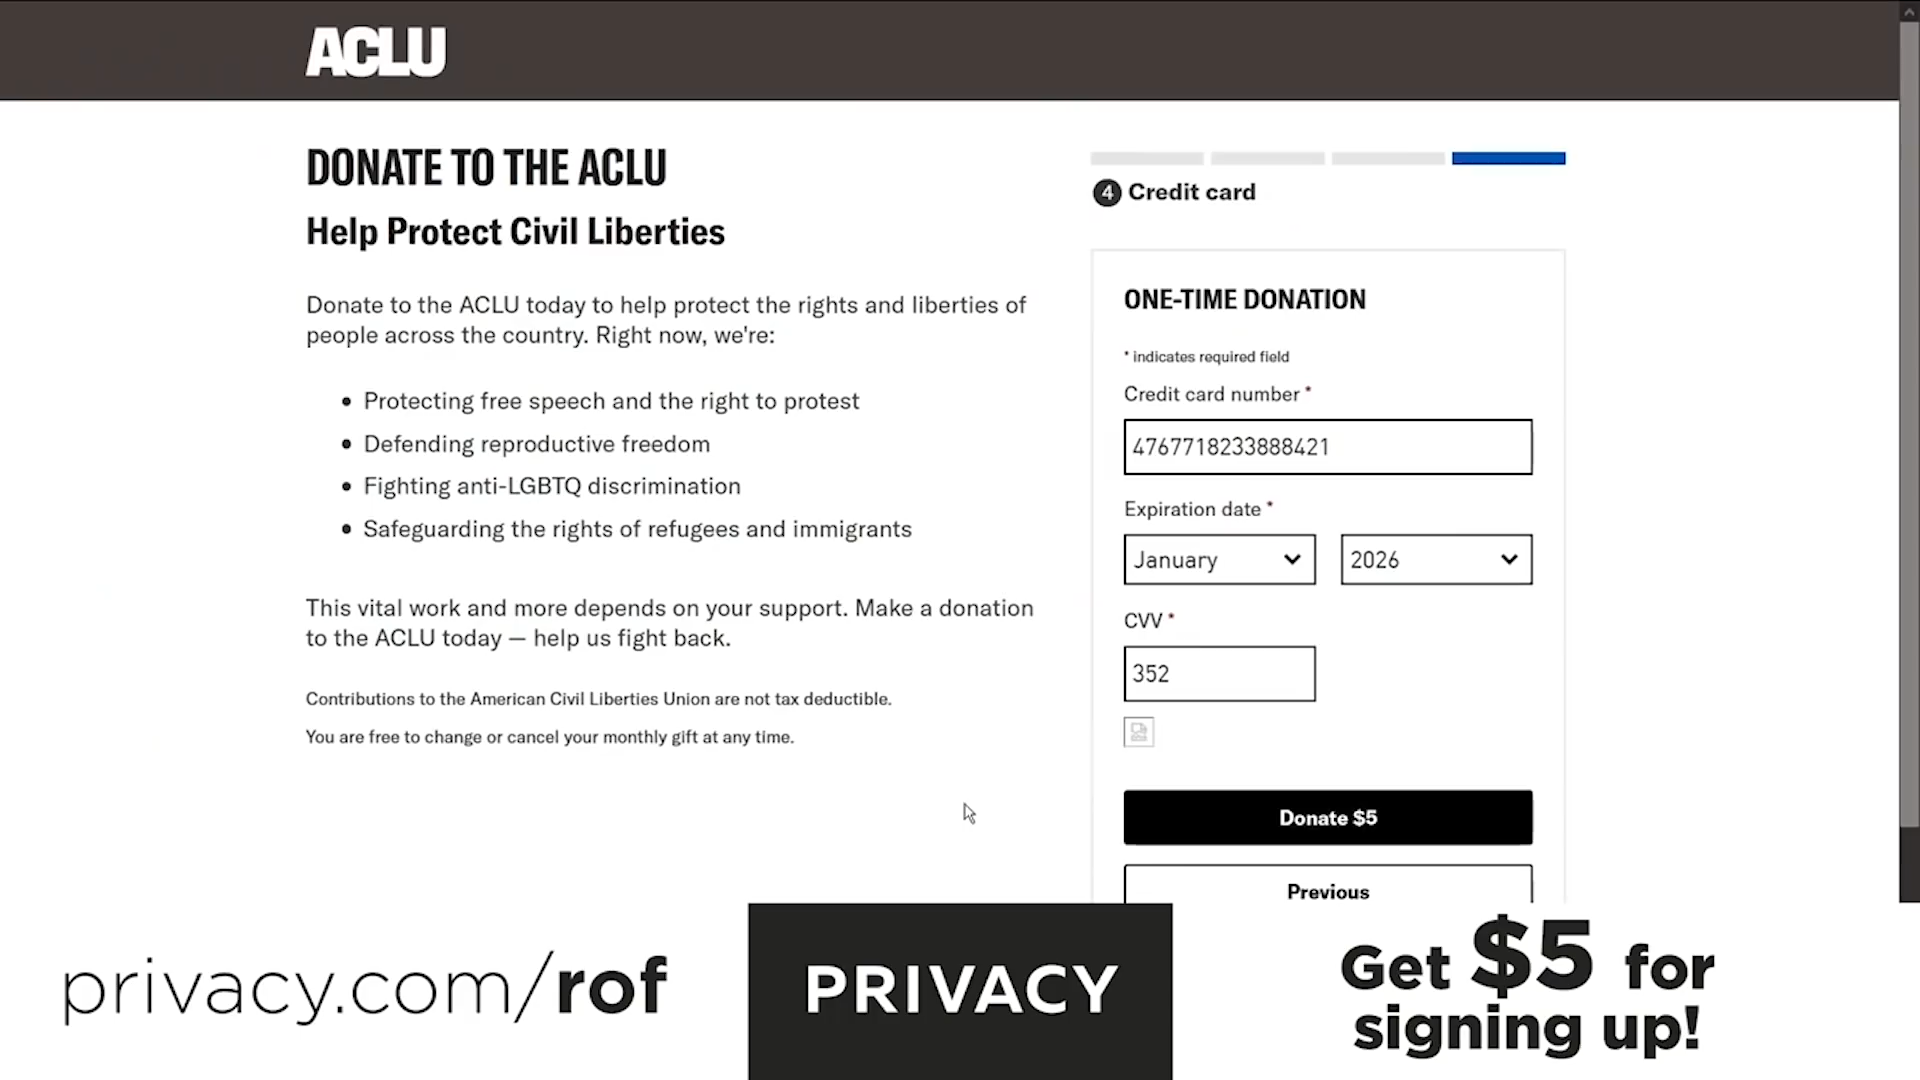 ACLU
DONATE TO THE ACLU
Help Protect Civil Liberties
Donate to the ACLU today to help protect the rights and liberties of
people across the country. Right now, we're:
• Protecting free speech and the right to protest
• Defending reproductive freedom
• Fighting anti-LGBTQ discrimination
• Safeguarding the rights of refugees and immigrants
This vital work and more depends on your support. Make a donation
to the ACLU today — help us fight back.
Contributions to the American Civil Liberties Union are not tax deductible.
You are free to change or cancel your monthly gift at any time.
4 Credit card
ONE-TIME DONATION
* indicates required field
Credit card number *
4767718233888421
Expiration date *
January 2026
CVV *
352
Donate $5
Previous
privacy.com/rof
PRIVACY
Get $5 for
signing up!